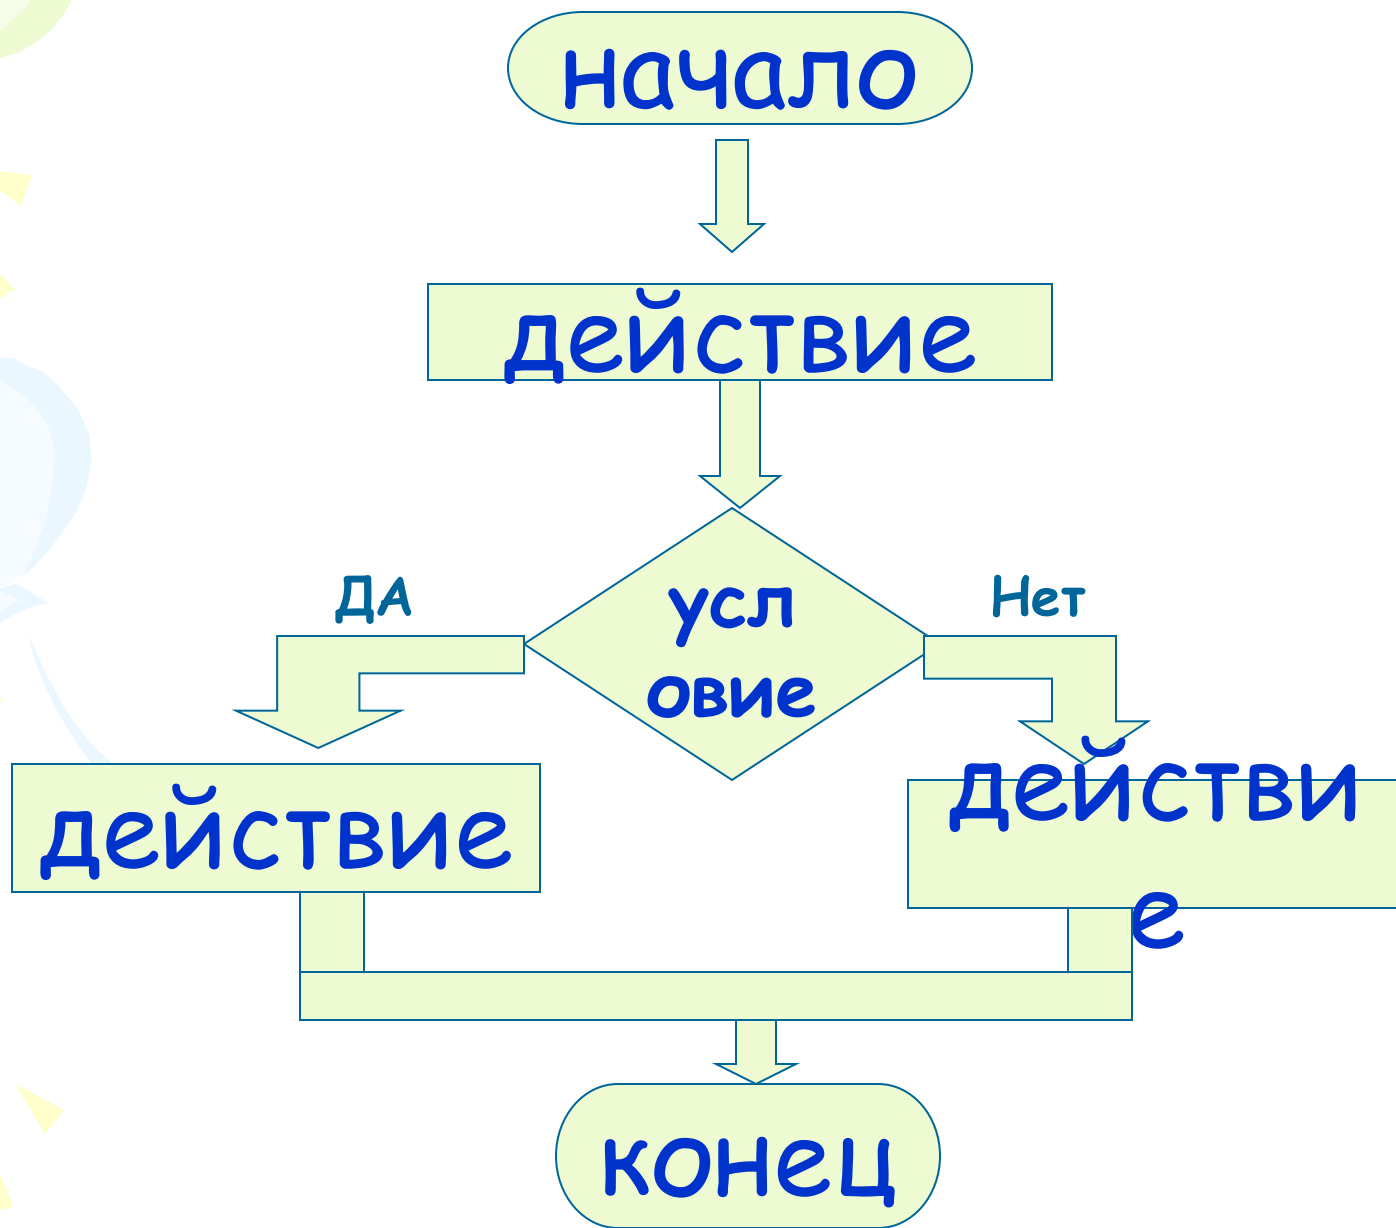 начало
действие
ДА
Нет
усл
овие
действие
действи
е
конец